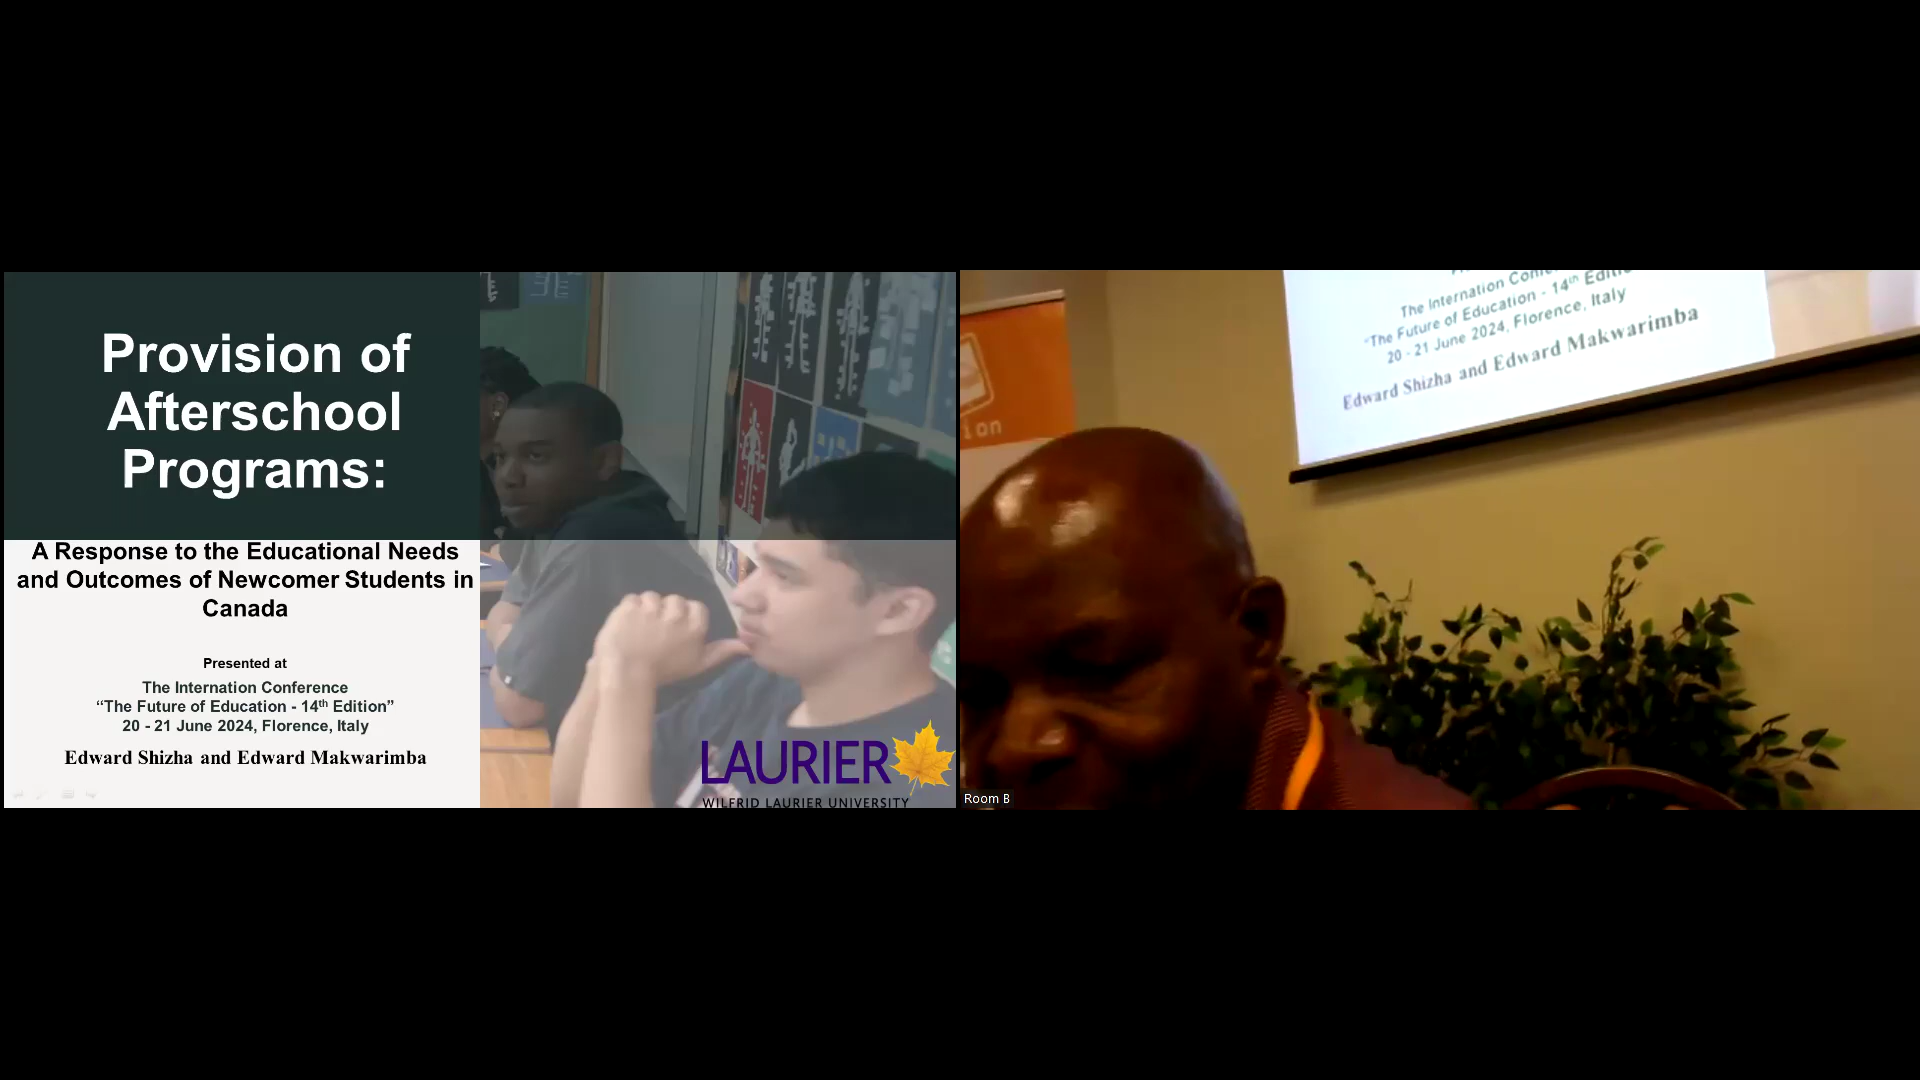 Provision of
Afterschool
Programs:
A Response to the Educational Needs
and Outcomes of Newcomer Students in
Canada
Presented at
The Internation Conference
“The Future of Education - 14th Edition”
20 - 21 June 2024, Florence, Italy
Edward Shizha and Edward Makwarimba
LAURIER
WILFRID LAURIER UNIVERSITY
The Internation
“The Future of Education - 14th Edition
20 - 21 June 2024, Florence, Italy
Edward Shizha and Edward Makwarimba
ion
Room B